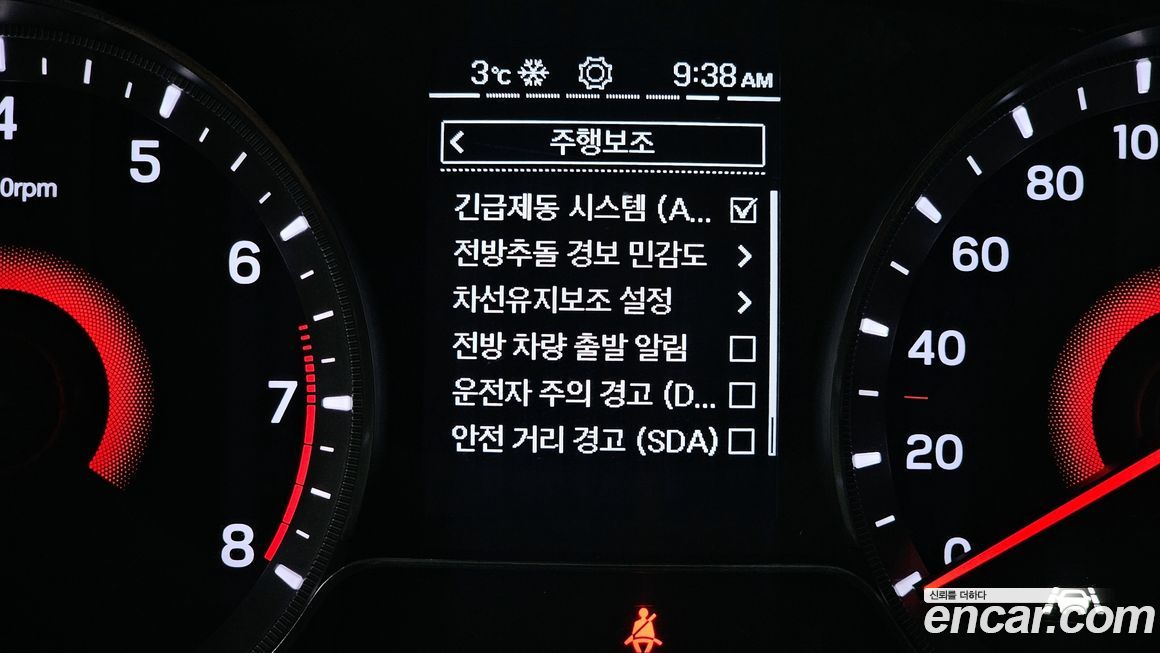 3℃ 9:38 AM
주행보조
긴급제동 시스템 (A...
전방추돌 경보 민감도
차선유지보조 설정
전방 차량 출발 알림
운전자 주의 경고 (D...
안전 거리 경고 (SDA)
4
5
0rpm
6
7
8
10
80
60
40
20
0
신뢰를 더하다
encar.com